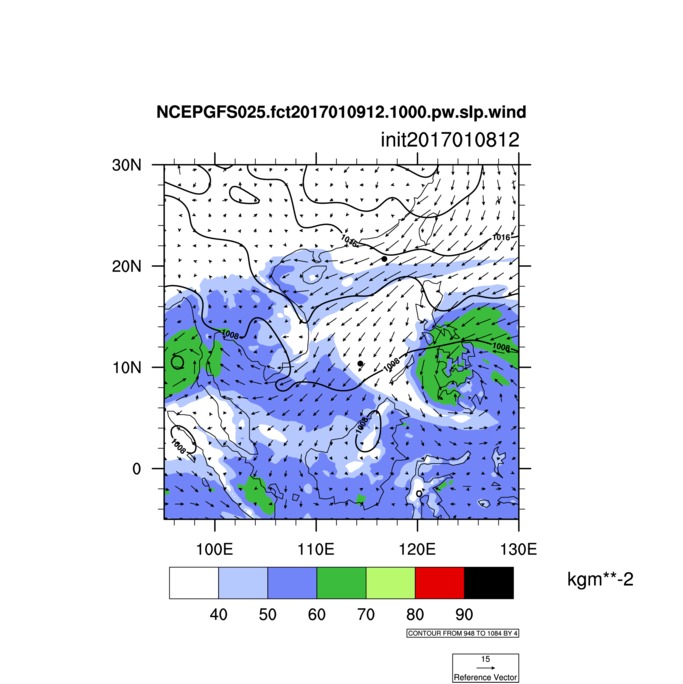 NCEPGFS025.fct2017010912.1000.pw.slp.wind
init2017010812
30N
1016
1016
20N
1008
1008
10N
1008
1008
1008
0
100E
110E
120E
130E
kgm**-2
40
50
60
70
80
90
CONTOUR FROM 948 TO 1084 BY 4
15
Reference Vector